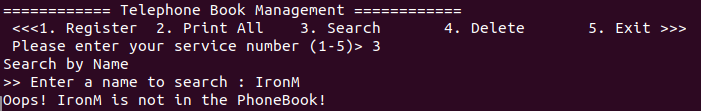 ============ Telephone Book Management ============
<<<1. Register  2. Print All    3. Search       4. Delete       5. Exit >>>
Please enter your service number (1-5)> 3
Search by Name
>> Enter a name to search : IronM
Oops! IronM is not in the PhoneBook!